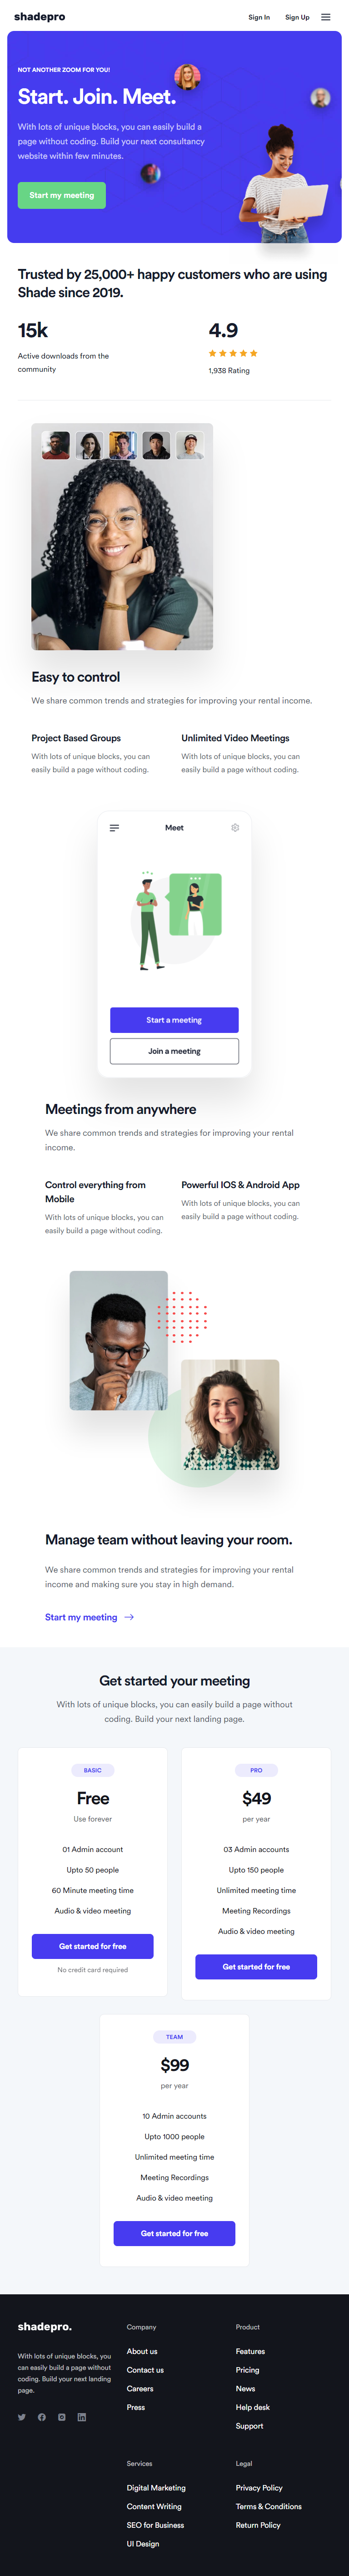 shadepro
Sign In
Sign Up
NOT ANOTHER ZOOM FOR YOU!
Start. Join. Meet.
With lots of unique blocks, you can easily build a
page without coding. Build your next consultancy
website within few minutes.
Start my meeting
Trusted by 25,000+ happy customers who are using
Shade since 2019.
15k
Active downloads from the
community
4.9
1,938 Rating
Easy to control
We share common trends and strategies for improving your rental income.
Project Based Groups
With lots of unique blocks, you can
easily build a page without coding.
Unlimited Video Meetings
With lots of unique blocks, you can
easily build a page without coding.
Meet
Start a meeting
Join a meeting
Meetings from anywhere
We share common trends and strategies for improving your rental
income.
Control everything from
Mobile
With lots of unique blocks, you can
easily build a page without coding.
Powerful IOS & Android App
With lots of unique blocks, you can
easily build a page without coding.
Manage team without leaving your room.
We share common trends and strategies for improving your rental
income and making sure you stay in high demand.
Start my meeting
Get started your meeting
With lots of unique blocks, you can easily build a page without
coding. Build your next landing page.
BASIC
Free
Use forever
01 Admin account
Upto 50 people
60 Minute meeting time
Audio & video meeting
Get started for free
No credit card required
PRO
$49
per year
03 Admin accounts
Upto 150 people
Unlimited meeting time
Meeting Recordings
Audio & video meeting
Get started for free
TEAM
$99
per year
10 Admin accounts
Upto 1000 people
Unlimited meeting time
Meeting Recordings
Audio & video meeting
Get started for free
shadepro.
With lots of unique blocks, you
can easily build a page without
coding. Build your next landing
page.
Company
About us
Contact us
Careers
Press
Product
Features
Pricing
News
Help desk
Support
Services
Digital Marketing
Content Writing
SEO for Business
UI Design
Legal
Privacy Policy
Terms & Conditions
Return Policy